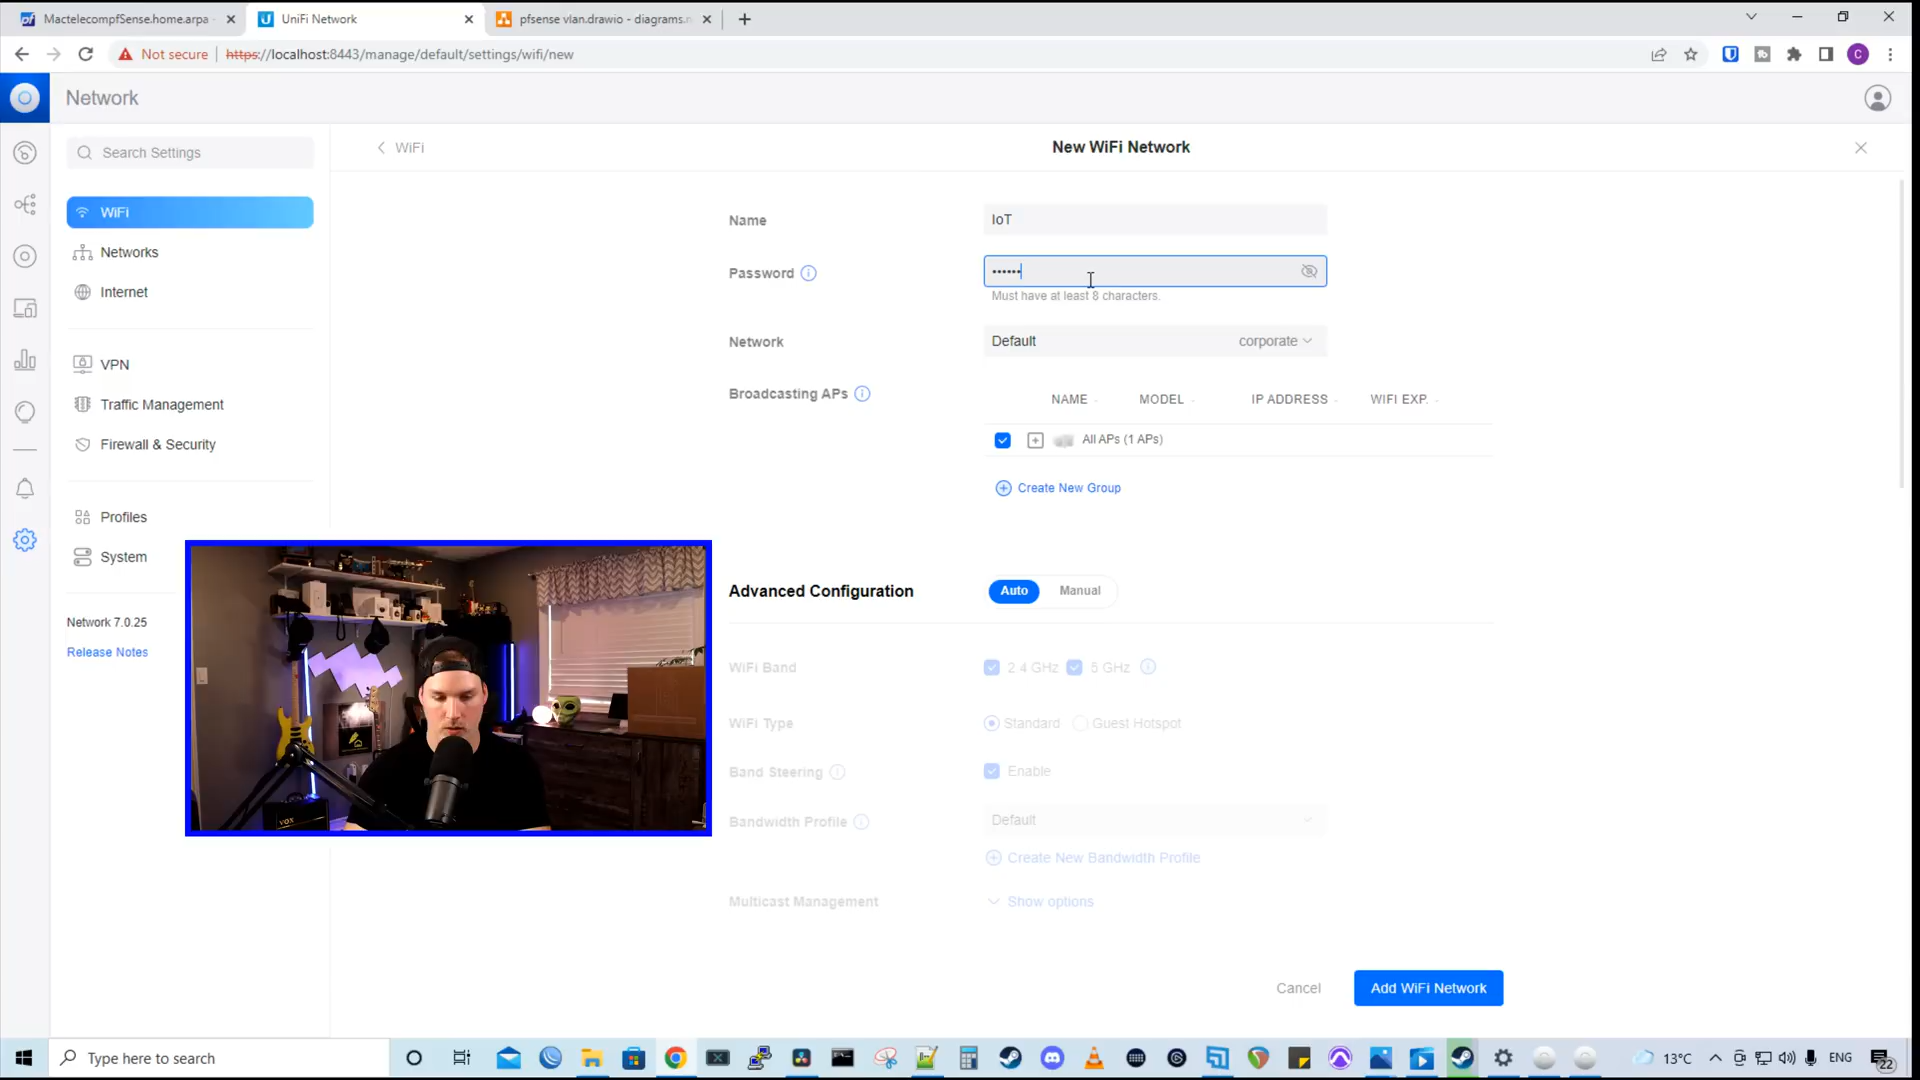 MactelecompfSense.home.arpa
UniFi Network
pfsense vlan.drawio - diagrams.n
Not secure
https://localhost:8443/manage/default/settings/wifi/new
C
Network
Search Settings
WiFi
New WiFi Network
WiFi
Networks
Internet
VPN
Traffic Management
Firewall & Security
Profiles
System
Network 7.0.25
Release Notes
Name
IoT
Password
••••••
Must have at least 8 characters.
Network
Default
corporate
Broadcasting APs
NAME
MODEL
IP ADDRESS
WIFI EXP.
All APs (1 APs)
Create New Group
Advanced Configuration
Auto
Manual
WiFi Band
2.4 GHz
5 GHz
WiFi Type
Standard
Guest Hotspot
Band Steering
Enable
Bandwidth Profile
Default
Create New Bandwidth Profile
Multicast Management
Show options
VOX
Cancel
Add WiFi Network
Type here to search
13°C
ENG
22